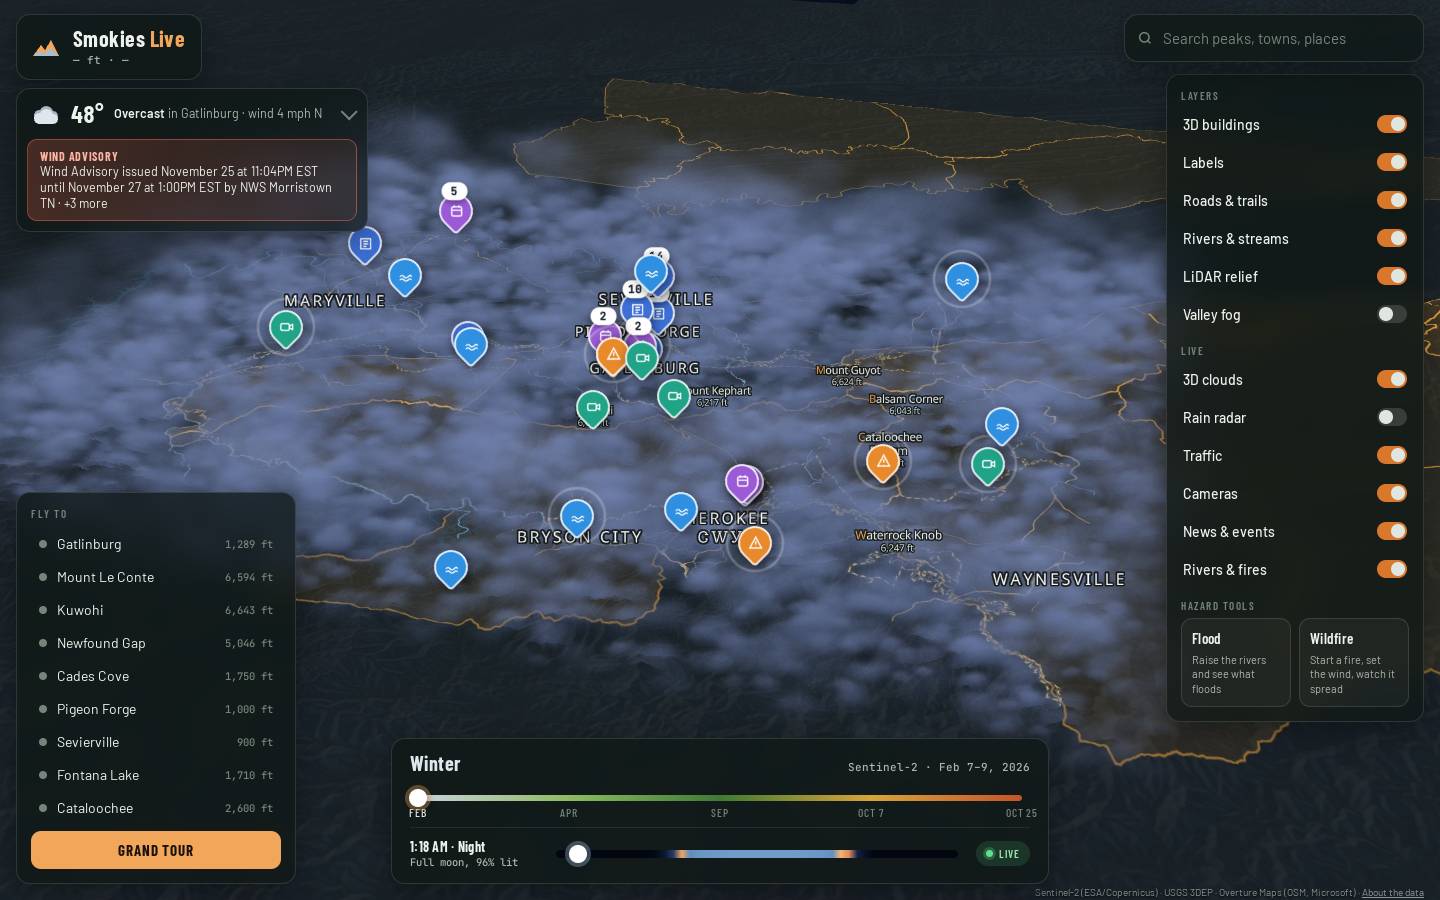 Smokies Live
– ft · –
Search peaks, towns, places
48° Overcast in Gatlinburg · wind 4 mph N
WIND ADVISORY
Wind Advisory issued November 25 at 11:04PM EST
until November 27 at 1:00PM EST by NWS Morristown
TN · +3 more
LAYERS
3D buildings
Labels
Roads & trails
Rivers & streams
LiDAR relief
Valley fog
LIVE
3D clouds
Rain radar
Traffic
Cameras
News & events
Rivers & fires
HAZARD TOOLS
Flood
Raise the rivers
and see what
floods
Wildfire
Start a fire, set
the wind, watch it
spread
5
10
2
2
MARYVILLE
Mount Guyot
6,624 ft
Mount Kephart
6,217 ft
Balsam Corner
6,043 ft
Cataloochee
BRYSON CITY
Waterrock Knob
6,247 ft
WAYNESVILLE
FLY TO
Gatlinburg 1,289 ft
Mount Le Conte 6,594 ft
Kuwohi 6,643 ft
Newfound Gap 5,046 ft
Cades Cove 1,750 ft
Pigeon Forge 1,000 ft
Sevierville 900 ft
Fontana Lake 1,710 ft
Cataloochee 2,600 ft
GRAND TOUR
Winter
Sentinel-2 · Feb 7–9, 2026
FEB APR SEP OCT 7 OCT 25
1:18 AM · Night
Full moon, 96% lit
LIVE
Sentinel-2 (ESA/Copernicus) · USGS 3DEP · Overture Maps (OSM, Microsoft) · About the data